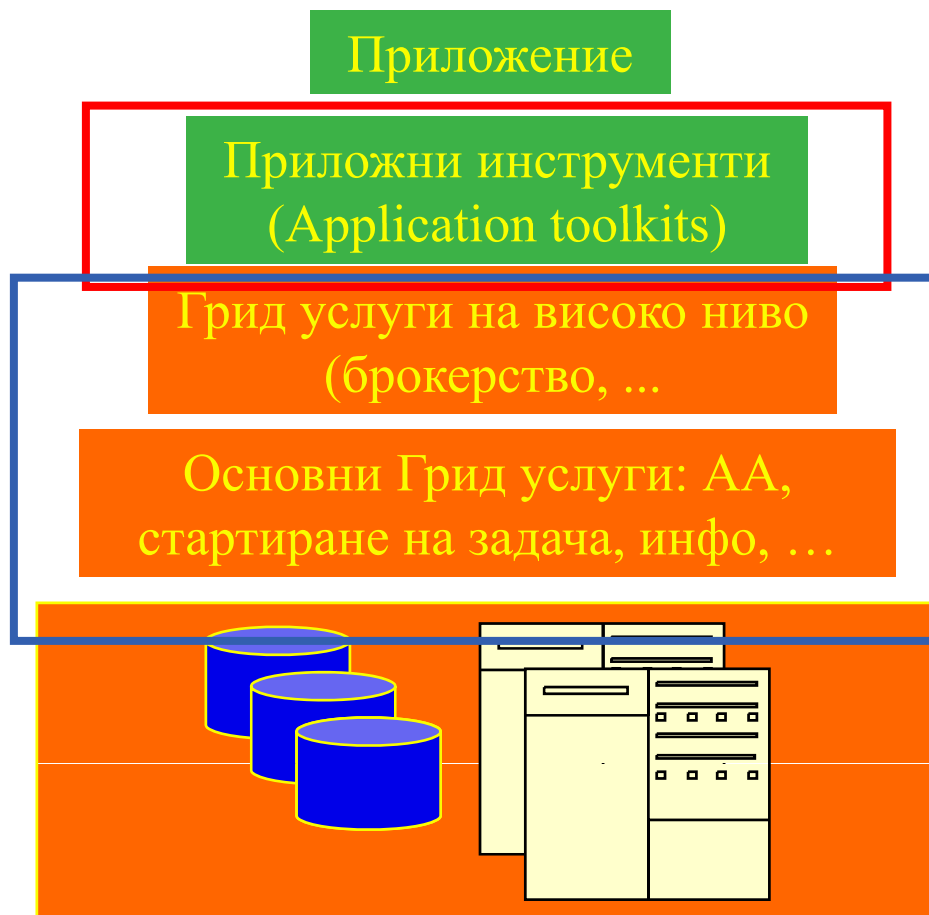 Приложение
Приложни инструменти
(Application toolkits)
Грид услуги на високо ниво
(брокерство, ...
Основни Грид услуги: АА,
стартиране на задача, инфо, …